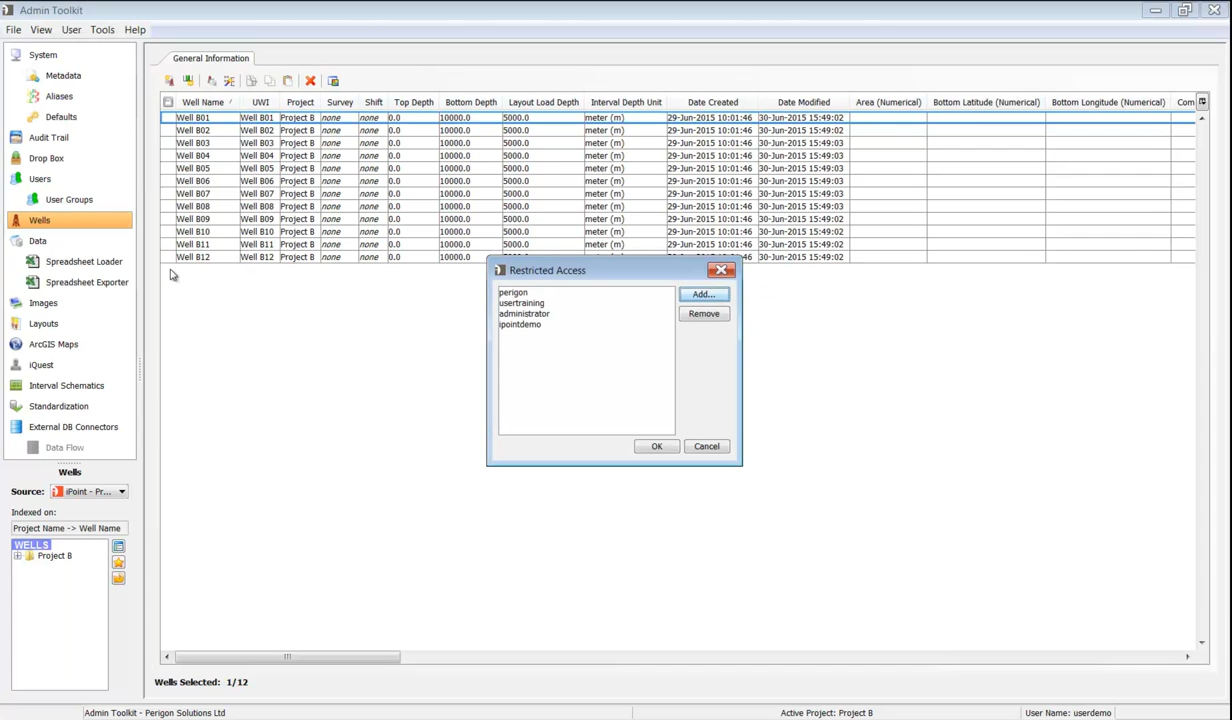 Admin Toolkit
File View User Tools Help
System
Metadata
Aliases
Defaults
Audit Trail
Drop Box
Users
User Groups
Wells
Data
Spreadsheet Loader
Spreadsheet Exporter
Images
Layouts
ArcGIS Maps
iQuest
Interval Schematics
Standardization
External DB Connectors
Data Flow
Wells
Source: iPoint - Pr...
Indexed on:
Project Name -> Well Name
WELLS
Project B
General Information
Well Name UWI Project Survey Shift Top Depth Bottom Depth Layout Load Depth Interval Depth Unit Date Created Date Modified Area (Numerical) Bottom Latitude (Numerical) Bottom Longitude (Numerical) Com
Well B01 Well B01 Project B none none 0.0 10000.0 5000.0 meter (m) 29-Jun-2015 10:01:46 30-Jun-2015 15:49:02
Well B02 Well B02 Project B none none 0.0 10000.0 5000.0 meter (m) 29-Jun-2015 10:01:46 30-Jun-2015 15:49:02
Well B03 Well B03 Project B none none 0.0 10000.0 5000.0 meter (m) 29-Jun-2015 10:01:46 30-Jun-2015 15:49:03
Well B04 Well B04 Project B none none 0.0 10000.0 5000.0 meter (m) 29-Jun-2015 10:01:46 30-Jun-2015 15:49:03
Well B05 Well B05 Project B none none 0.0 10000.0 5000.0 meter (m) 29-Jun-2015 10:01:46 30-Jun-2015 15:49:03
Well B06 Well B06 Project B none none 0.0 10000.0 5000.0 meter (m) 29-Jun-2015 10:01:46 30-Jun-2015 15:49:03
Well B07 Well B07 Project B none none 0.0 10000.0 5000.0 meter (m) 29-Jun-2015 10:01:46 30-Jun-2015 15:49:03
Well B08 Well B08 Project B none none 0.0 10000.0 5000.0 meter (m) 29-Jun-2015 10:01:46 30-Jun-2015 15:49:03
Well B09 Well B09 Project B none none 0.0 10000.0 5000.0 meter (m) 29-Jun-2015 10:01:46 30-Jun-2015 15:49:02
Well B10 Well B10 Project B none none 0.0 10000.0 5000.0 meter (m) 29-Jun-2015 10:01:46 30-Jun-2015 15:49:02
Well B11 Well B11 Project B none none 0.0 10000.0 5000.0 meter (m) 29-Jun-2015 10:01:46 30-Jun-2015 15:49:02
Well B12 Well B12 Project B none none 0.0 10000.0 :46 30-Jun-2015 15:49:02
Restricted Access
perigon
usertraining
administrator
ipointdemo
Add...
Remove
OK Cancel
Wells Selected: 1/12
Admin Toolkit - Perigon Solutions Ltd Active Project: Project B User Name: userdemo